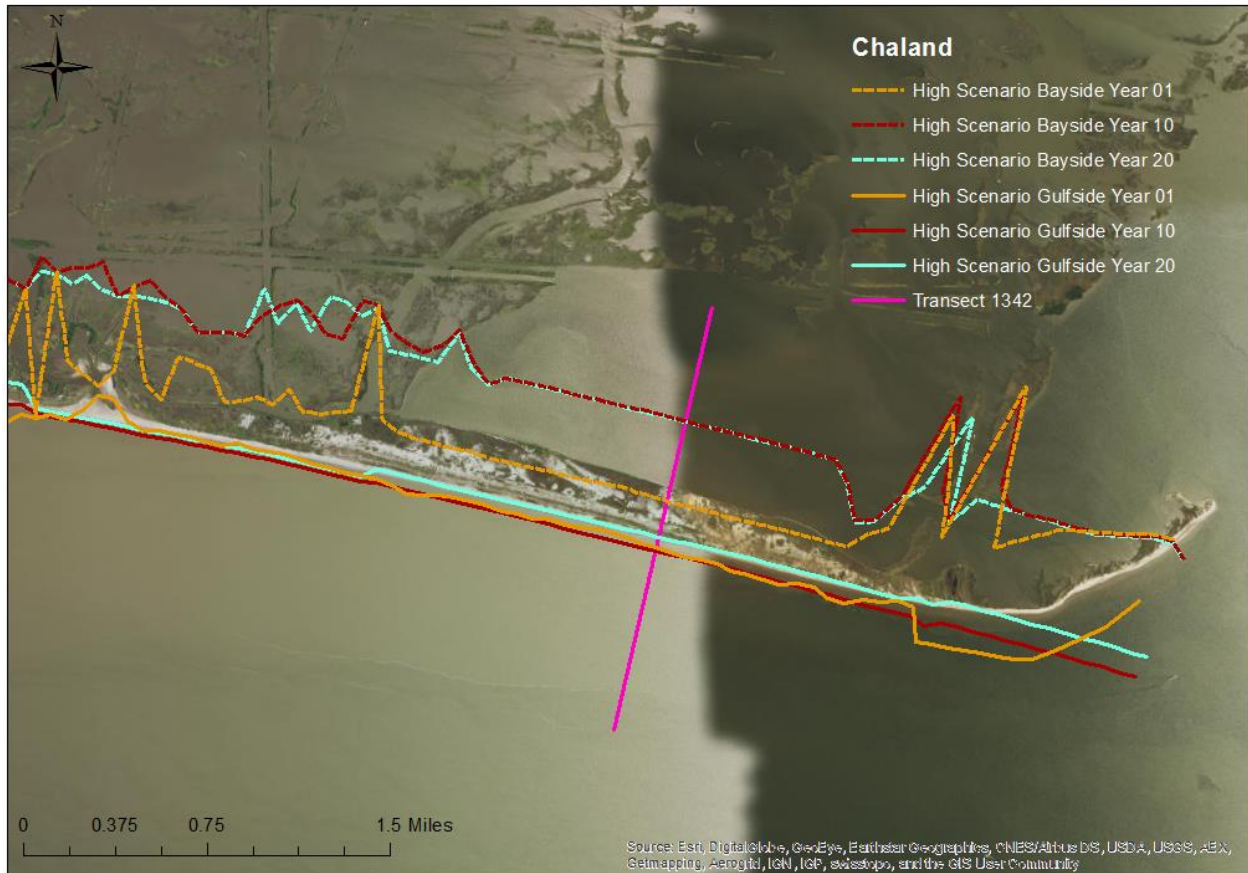 N
Chaland
High Scenario Bayside Year 01
High Scenario Bayside Year 10
High Scenario Bayside Year 20
High Scenario Gulfside Year 01
High Scenario Gulfside Year 10
High Scenario Gulfside Year 20
Transect 1342
0 0.375 0.75 1.5 Miles
Source: Esri, DigitalGlobe, GeoEye, Earthstar Geographics, CNES/Airbus DS, USDA, USGS, AEX,
Getmapping, Aerogrid, IGN, IGP, swisstopo, and the GIS User Community